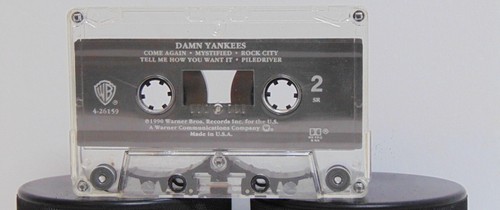 DAMN YANKEES
COME AGAIN • MYSTIFIED • ROCK CITY
TELL ME HOW YOU WANT IT • PILEDRIVER
WB
4-26159
2
SR
©1990 Warner Bros. Records Inc. for the U.S.
A Warner Communications Company
Made in U.S.A.